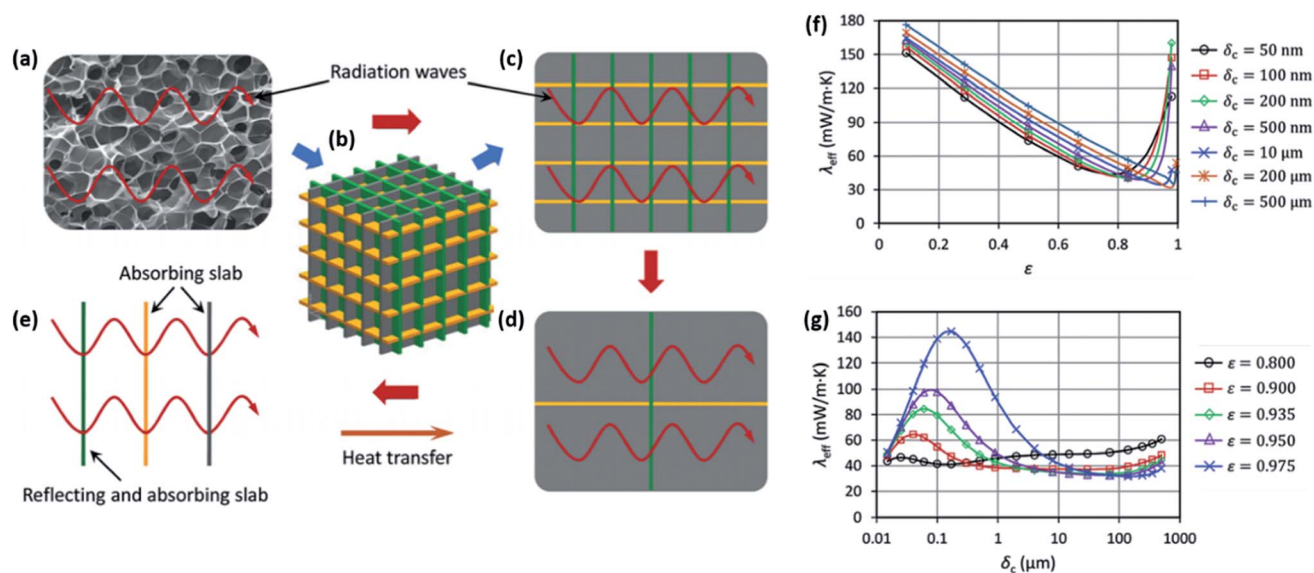 (a)
Radiation waves
(b)
(c)
Absorbing slab
(e)
Reflecting and absorbing slab
Heat transfer
(d)
(f)
180
150
120
90
60
30
0
λeff (mW/m·K)
0 0.2 0.4 0.6 0.8 1
ε
δc = 50 nm
δc = 100 nm
δc = 200 nm
δc = 500 nm
δc = 10 μm
δc = 200 μm
δc = 500 μm
(g)
160
140
120
100
80
60
40
20
0
λeff (mW/m·K)
0.01 0.1 1 10 100 1000
δc (μm)
ε = 0.800
ε = 0.900
ε = 0.935
ε = 0.950
ε = 0.975